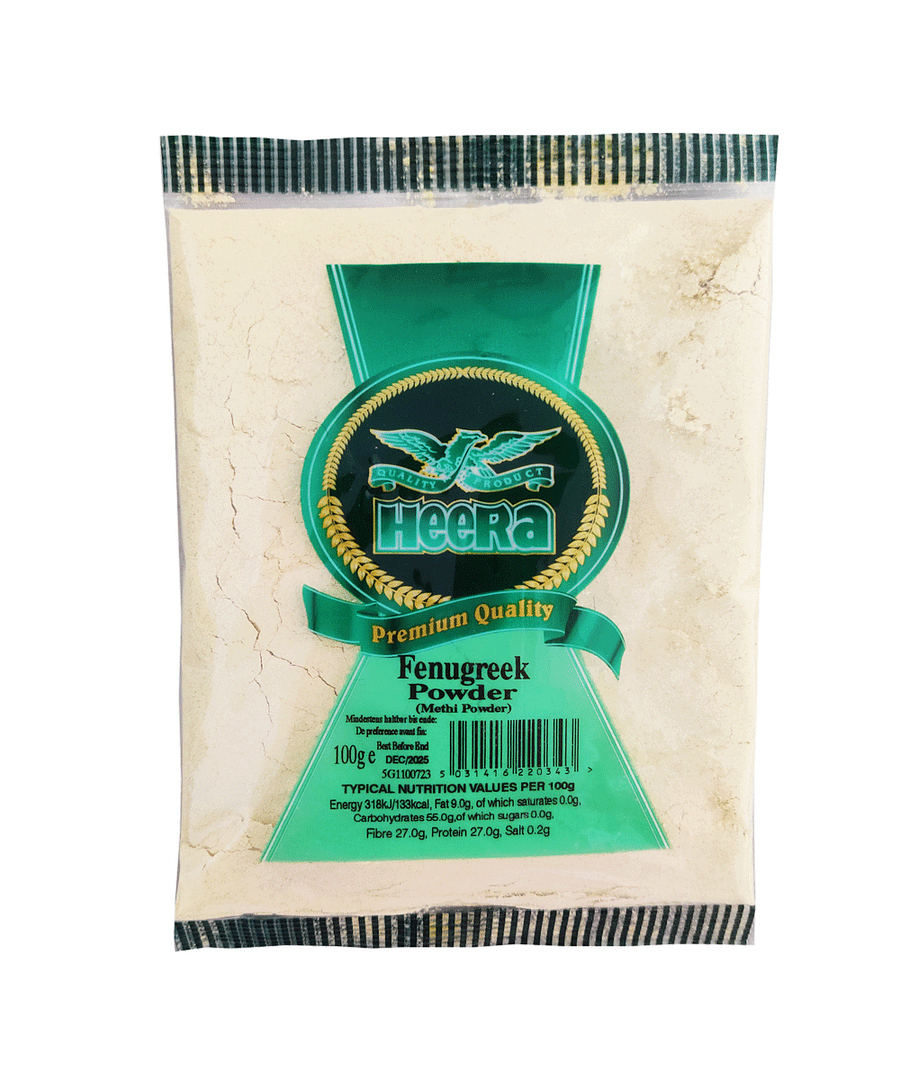 QUALITY PRODUCT
HeeRa
Premium Quality
Fenugreek
Powder
(Methi Powder)
Mindestens haltbar bis ende:
De preference avant fin:
Best Before End
100g e DEC/2025
5G1100723
5 031416 220343 >
TYPICAL NUTRITION VALUES PER 100g
Energy 318kJ/133kcal, Fat 9.0g, of which saturates 0.0g,
Carbohydrates 55.0g,of which sugars 0.0g,
Fibre 27.0g, Protein 27.0g, Salt 0.2g